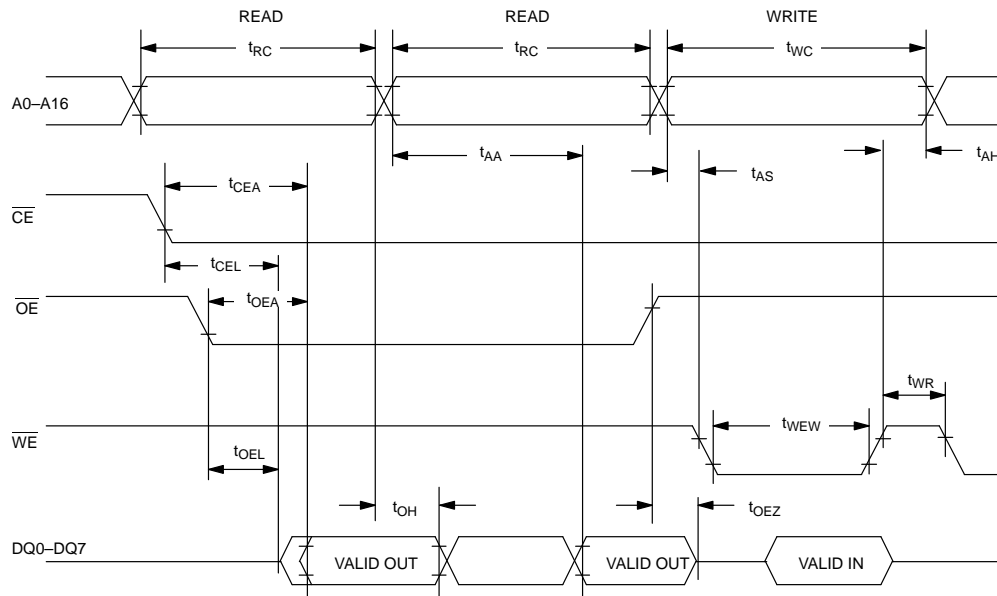 READ READ WRITE
tRC tRC tWC
A0–A16
tAA tAH
tCEA tAS
CE
tCEL
tOEA
OE
tWR
tWEW
WE
tOEL
tOH tOEZ
DQ0–DQ7 VALID OUT VALID OUT VALID IN